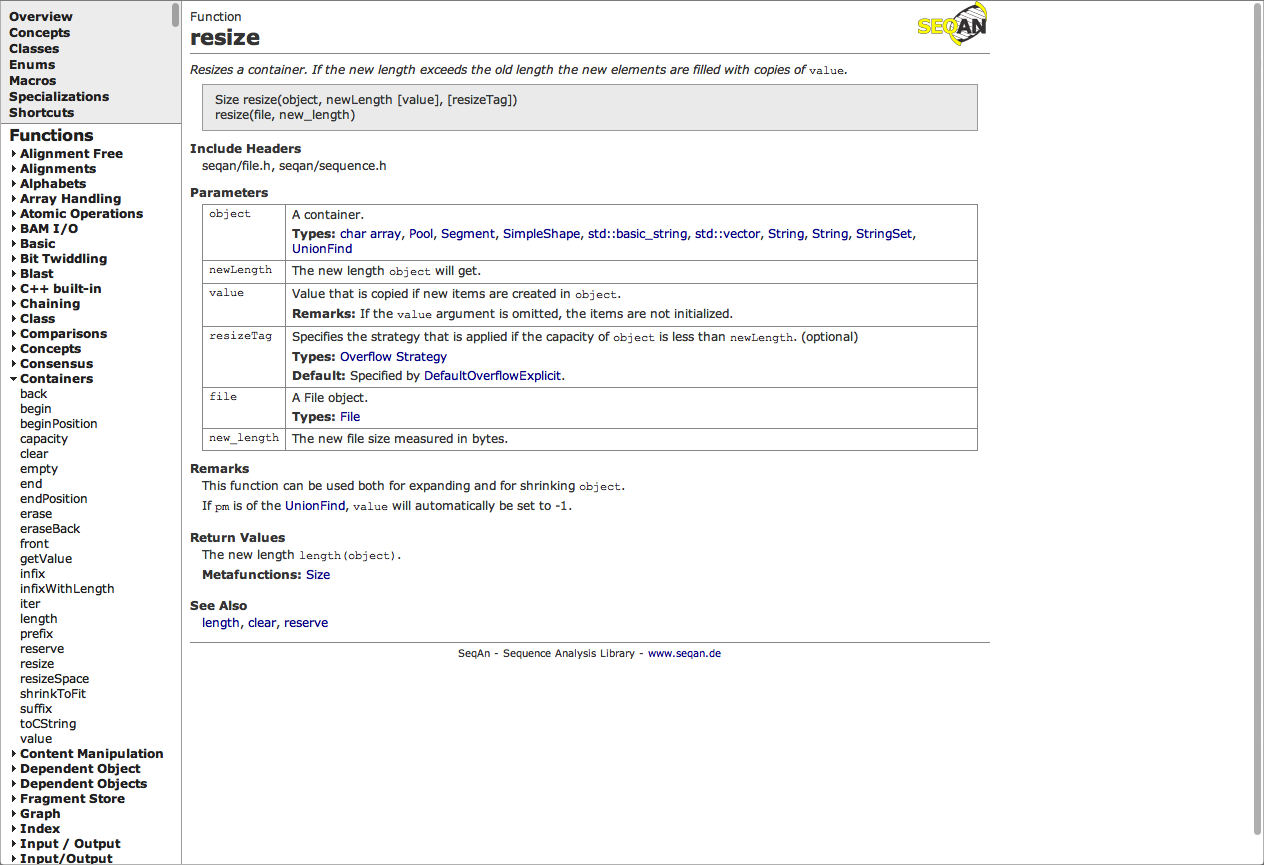 Overview
Concepts
Classes
Enums
Macros
Specializations
Shortcuts
Functions
Alignment Free
Alignments
Alphabets
Array Handling
Atomic Operations
BAM I/O
Basic
Bit Twiddling
Blast
C++ built-in
Chaining
Class
Comparisons
Concepts
Consensus
Containers
back
begin
beginPosition
capacity
clear
empty
end
endPosition
erase
eraseBack
front
getValue
infix
infixWithLength
iter
length
prefix
reserve
resize
resizeSpace
shrinkToFit
suffix
toCString
value
Content Manipulation
Dependent Object
Dependent Objects
Fragment Store
Graph
Index
Input / Output
Input/Output
Function
resize
SEQAN
Resizes a container. If the new length exceeds the old length the new elements are filled with copies of value.
Size resize(object, newLength [value], [resizeTag])
resize(file, new_length)
Include Headers
seqan/file.h, seqan/sequence.h
Parameters
object
A container.
Types: char array, Pool, Segment, SimpleShape, std::basic_string, std::vector, String, String, StringSet,
UnionFind
newLength
The new length object will get.
value
Value that is copied if new items are created in object.
Remarks: If the value argument is omitted, the items are not initialized.
resizeTag
Specifies the strategy that is applied if the capacity of object is less than newLength. (optional)
Types: Overflow Strategy
Default: Specified by DefaultOverflowExplicit.
file
A File object.
Types: File
new_length
The new file size measured in bytes.
Remarks
This function can be used both for expanding and for shrinking object.
If pm is of the UnionFind, value will automatically be set to -1.
Return Values
The new length length(object).
Metafunctions: Size
See Also
length, clear, reserve
SeqAn - Sequence Analysis Library - www.seqan.de